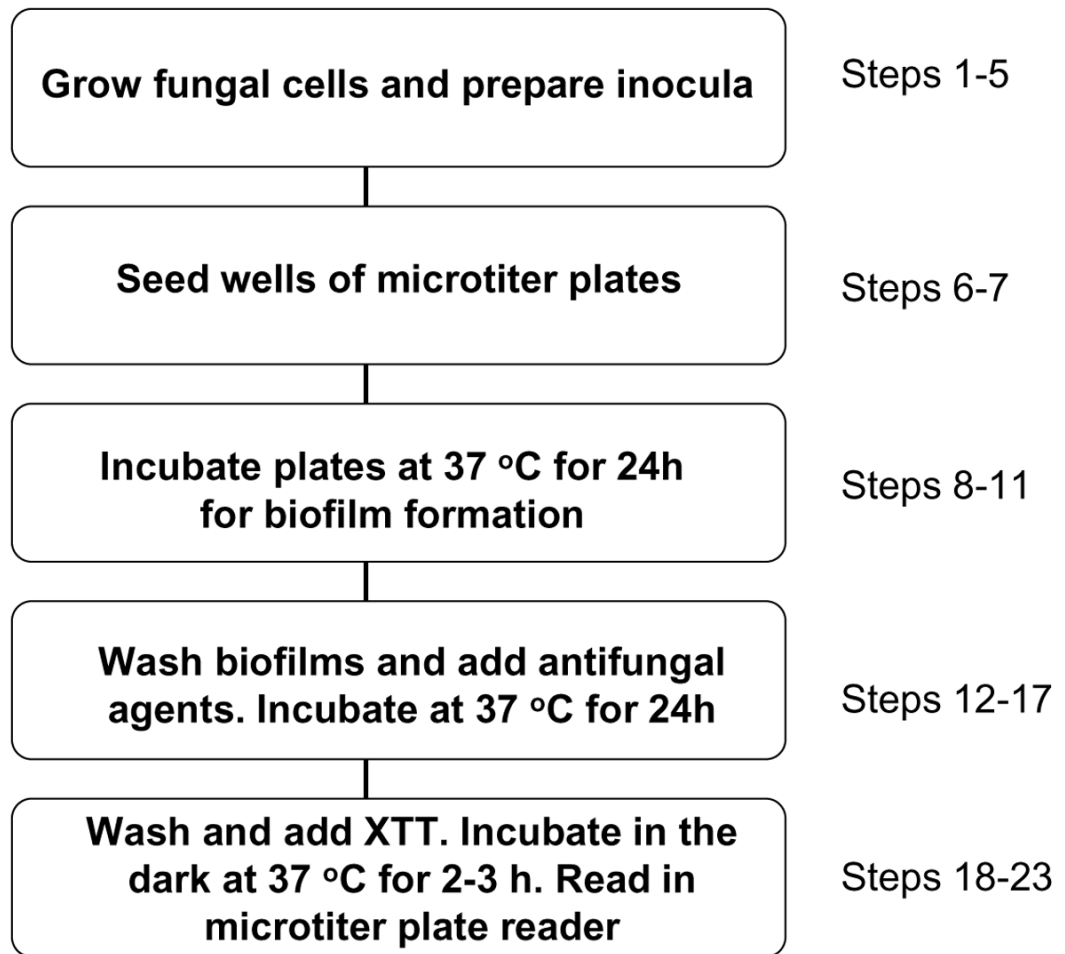 Grow fungal cells and prepare inocula
Steps 1-5
Seed wells of microtiter plates
Steps 6-7
Incubate plates at 37 ºC for 24h
for biofilm formation
Steps 8-11
Wash biofilms and add antifungal
agents. Incubate at 37 ºC for 24h
Steps 12-17
Wash and add XTT. Incubate in the
dark at 37 ºC for 2-3 h. Read in
microtiter plate reader
Steps 18-23